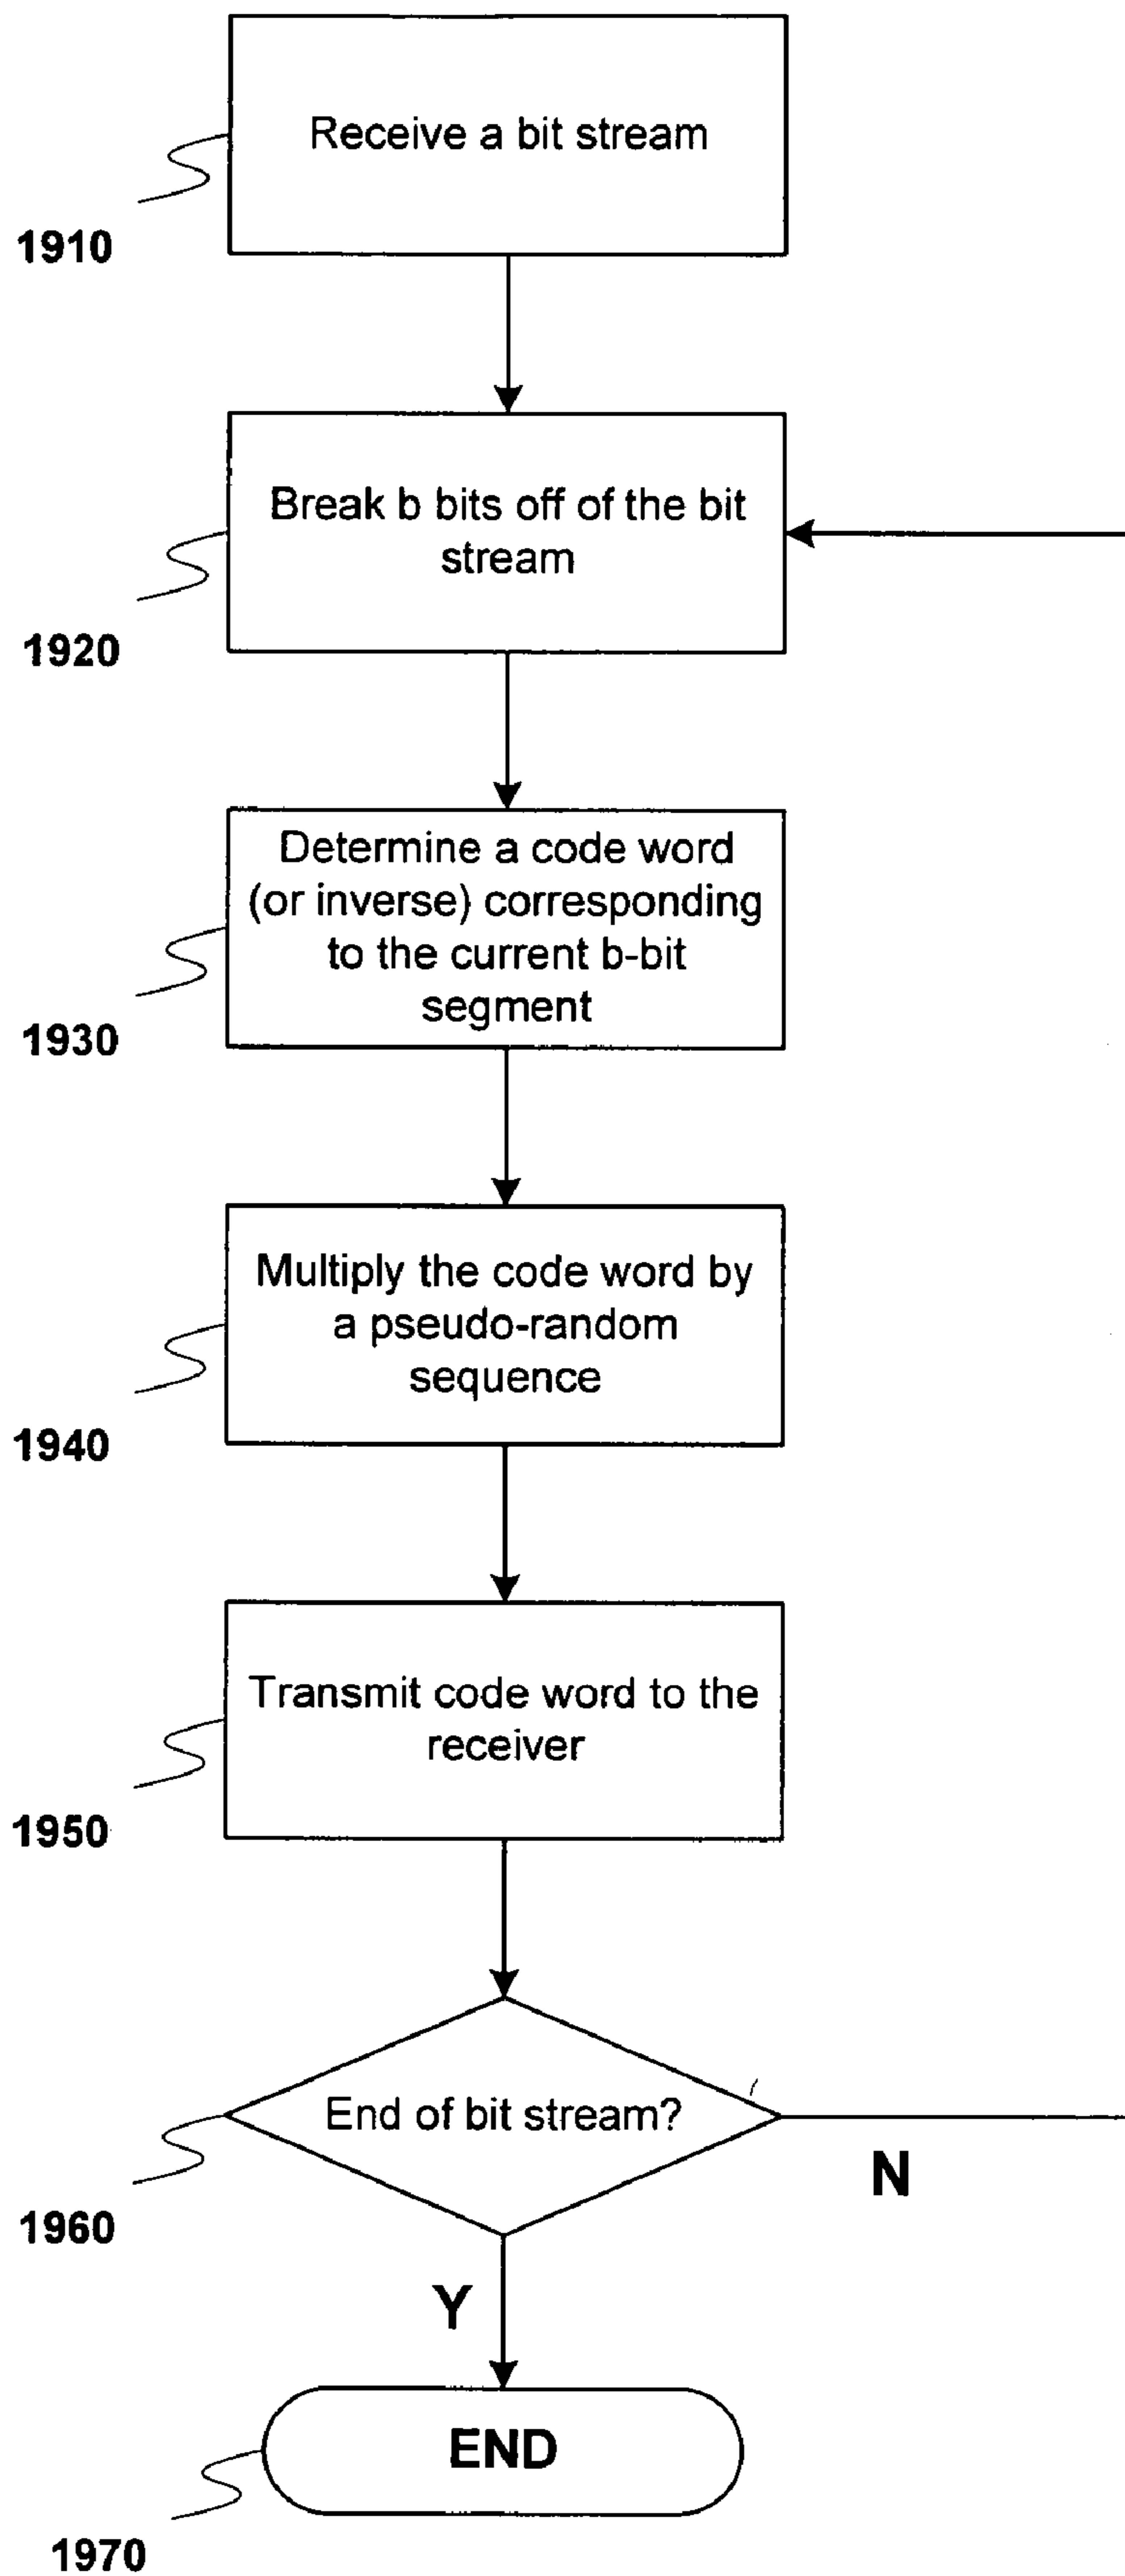 Receive a bit stream
1910
Break b bits off of the bit
stream
1920
Determine a code word
(or inverse) corresponding
to the current b-bit
segment
1930
Multiply the code word by
a pseudo-random
sequence
1940
Transmit code word to the
receiver
1950
End of bit stream?
N
1960
Y
END
1970